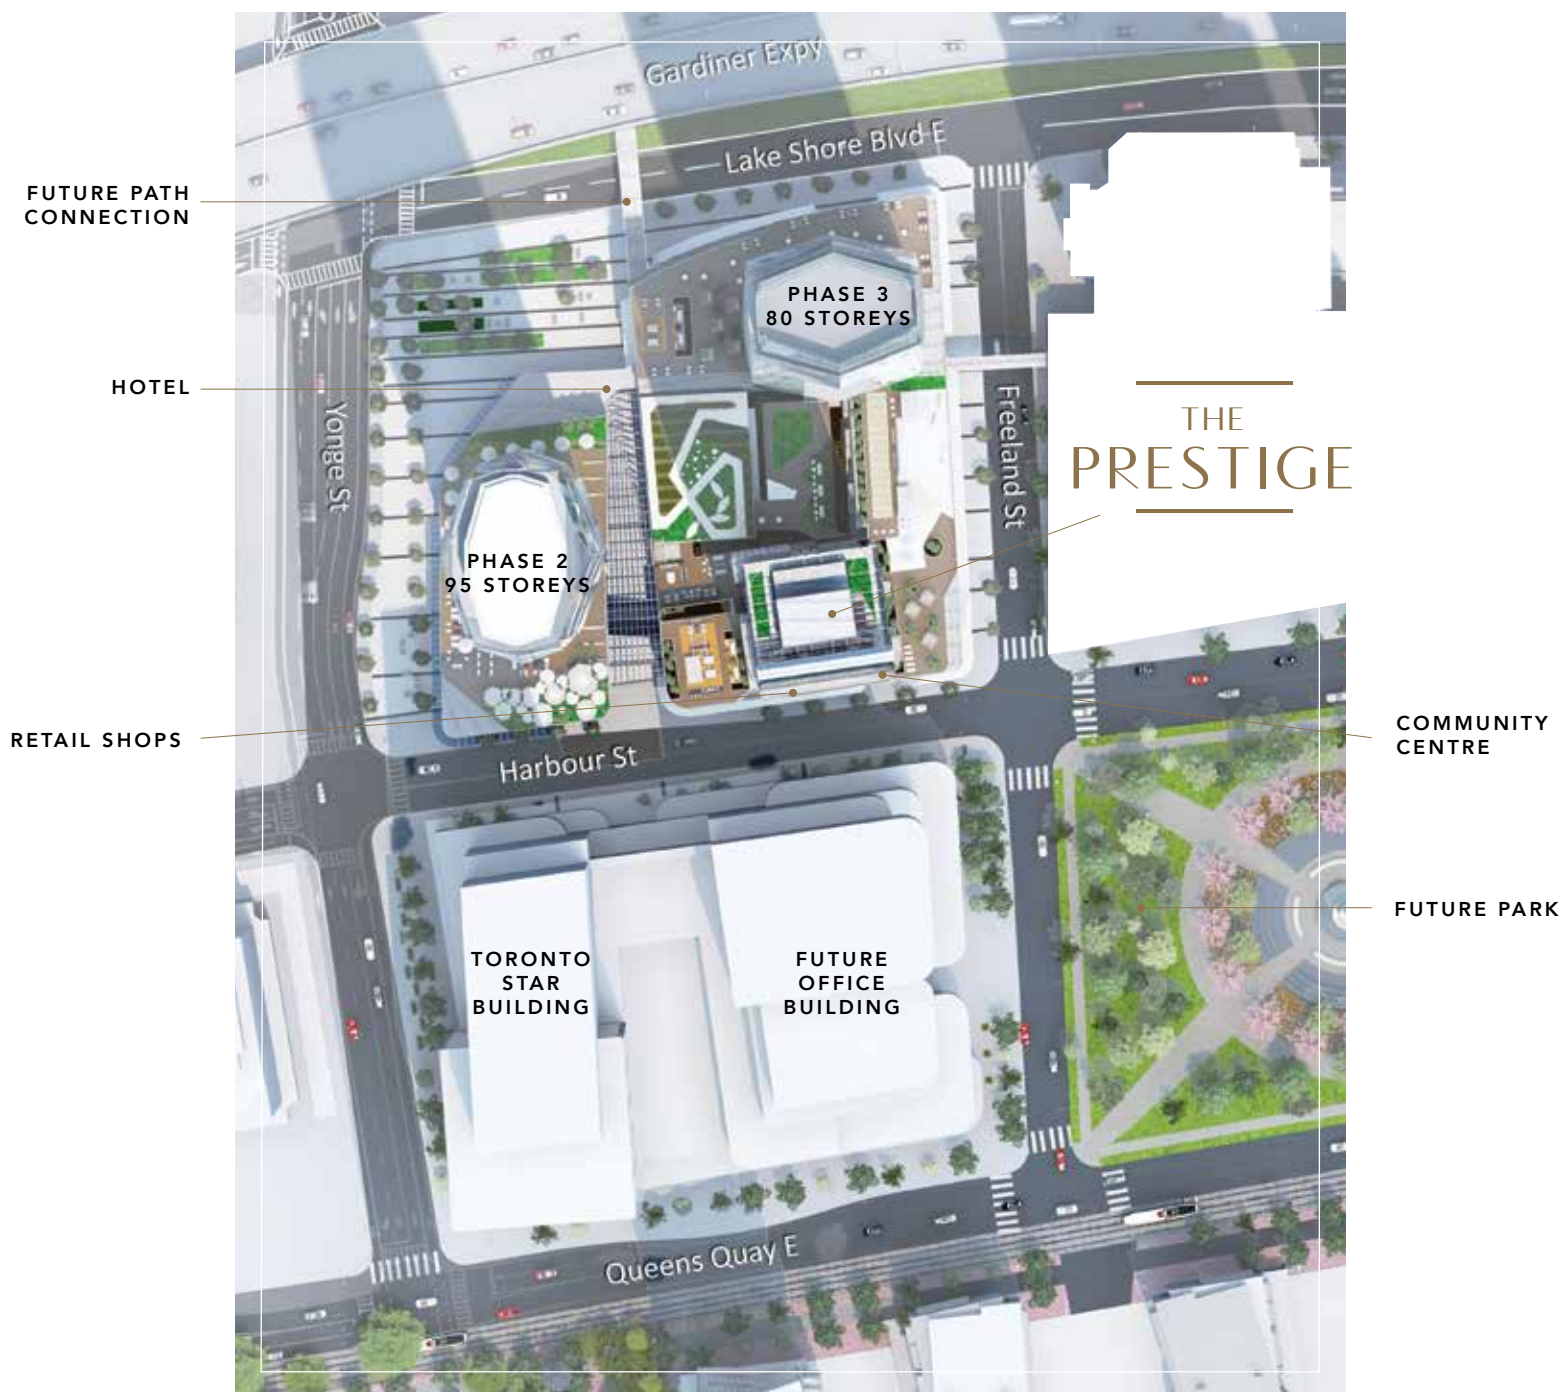 Gardiner Expy
Lake Shore Blvd E
FUTURE PATH
CONNECTION
PHASE 3
80 STOREYS
HOTEL
Yonge St
Freeland St
THE
PRESTIGE
PHASE 2
95 STOREYS
RETAIL SHOPS
COMMUNITY
CENTRE
Harbour St
FUTURE PARK
TORONTO
STAR
BUILDING
FUTURE
OFFICE
BUILDING
Queens Quay E